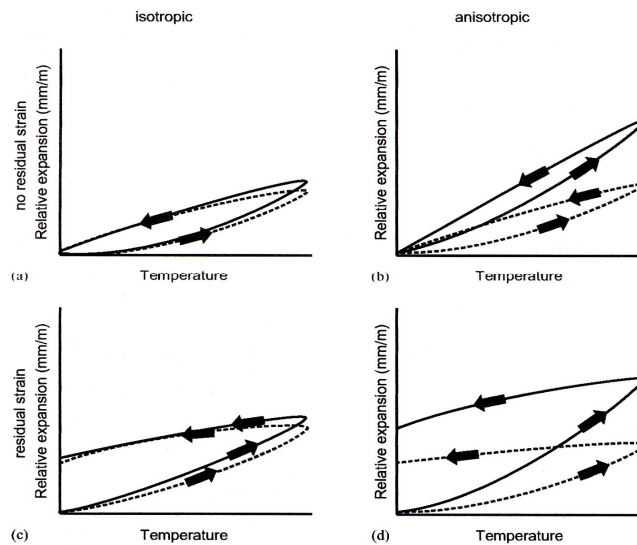 isotropic
anisotropic
no residual strain
Relative expansion (mm/m)
Relative expansion (mm/m)
(a)
Temperature
(b)
Temperature
residual strain
Relative expansion (mm/m)
Relative expansion (mm/m)
(c)
Temperature
(d)
Temperature